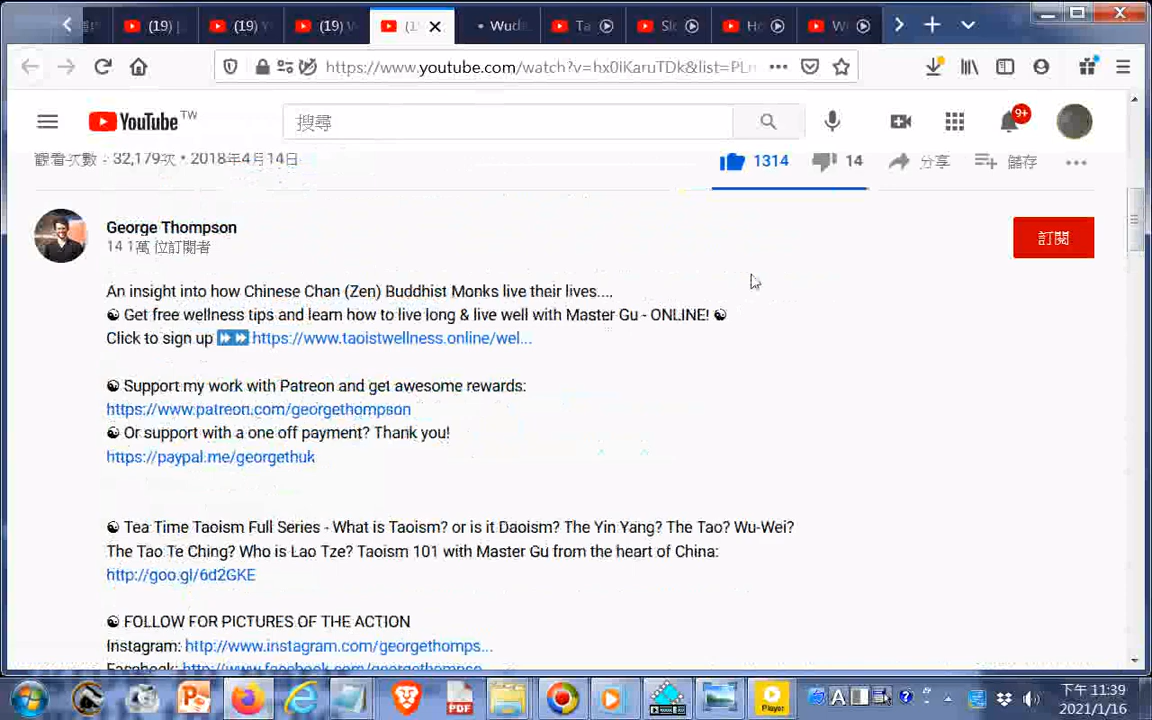 (19)
(19) Y
(19) V
(1
Wud
Ta
Sl
Ho
W
https://www.youtube.com/watch?v=hx0lKaruTDk&list=PLn
YouTube TW
搜尋
9+
觀看次數：32,179次 • 2018年4月14日
1314
14
分享
儲存
George Thompson
14.1萬 位訂閱者
訂閱
An insight into how Chinese Chan (Zen) Buddhist Monks live their lives....
☯ Get free wellness tips and learn how to live long & live well with Master Gu - ONLINE! ☯
Click to sign up ⏩⏩ https://www.taoistwellness.online/wel...
☯ Support my work with Patreon and get awesome rewards:
https://www.patreon.com/georgethompson
☯ Or support with a one off payment? Thank you!
https://paypal.me/georgethuk
☯ Tea Time Taoism Full Series - What is Taoism? or is it Daoism? The Yin Yang? The Tao? Wu-Wei?
The Tao Te Ching? Who is Lao Tze? Taoism 101 with Master Gu from the heart of China:
http://goo.gl/6d2GKE
☯ FOLLOW FOR PICTURES OF THE ACTION
Instagram: http://www.instagram.com/georgethomps...
Facebook: http://www.facebook.com/georgethompso...
PDF
Player
A
下午 11:39
2021/1/16